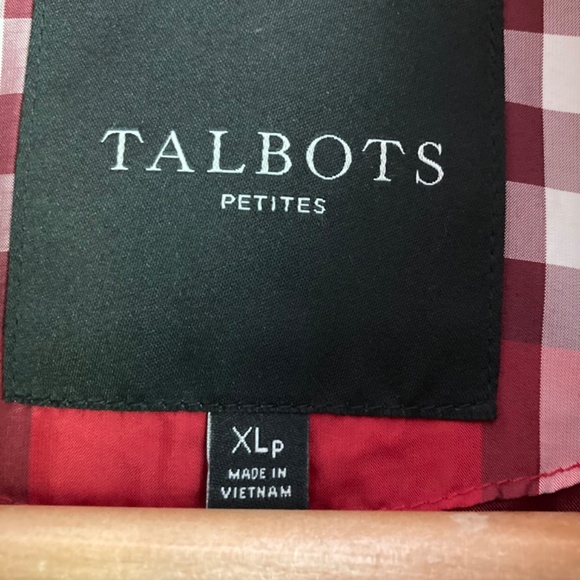 TALBOTS
PETITES
XLP
MADE IN
VIETNAM